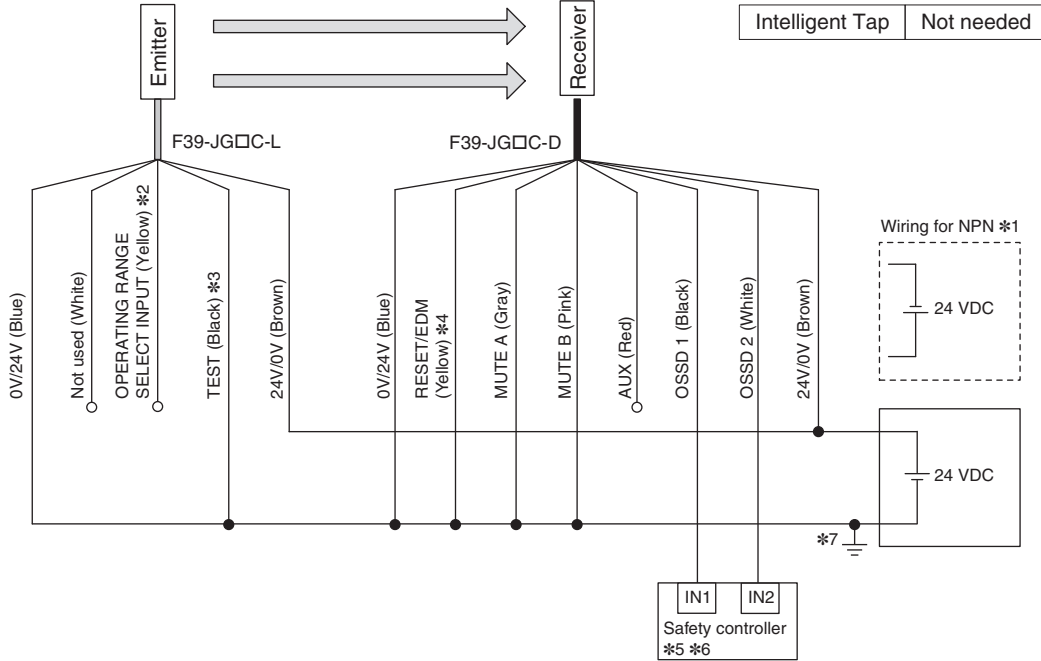 Emitter
Receiver
Intelligent Tap Not needed
F39-JG□C-L
F39-JG□C-D
0V/24V (Blue)
Not used (White)
OPERATING RANGE
SELECT INPUT (Yellow) *2
TEST (Black) *3
24V/0V (Brown)
0V/24V (Blue)
RESET/EDM
(Yellow) *4
MUTE A (Gray)
MUTE B (Pink)
AUX (Red)
OSSD 1 (Black)
OSSD 2 (White)
24V/0V (Brown)
Wiring for NPN *1
24 VDC
24 VDC
*7
IN1 IN2
Safety controller
*5 *6